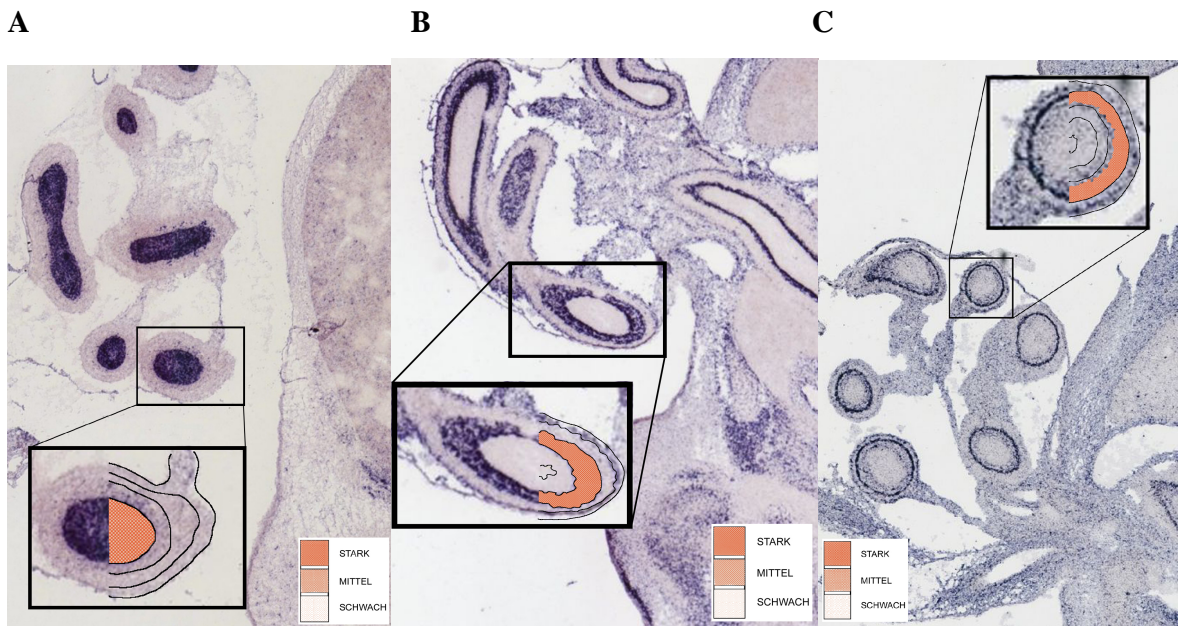 A
B
C
STARK
MITTEL
SCHWACH
STARK
MITTEL
SCHWACH
STARK
MITTEL
SCHWACH